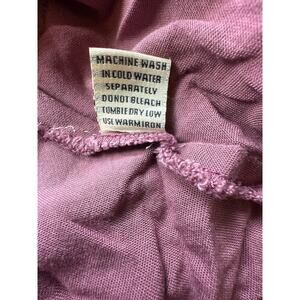 MACHINE WASH
IN COLD WATER
SEPARATELY
DO NOT BLEACH
TUMBLE DRY LOW
USE WARM IRON